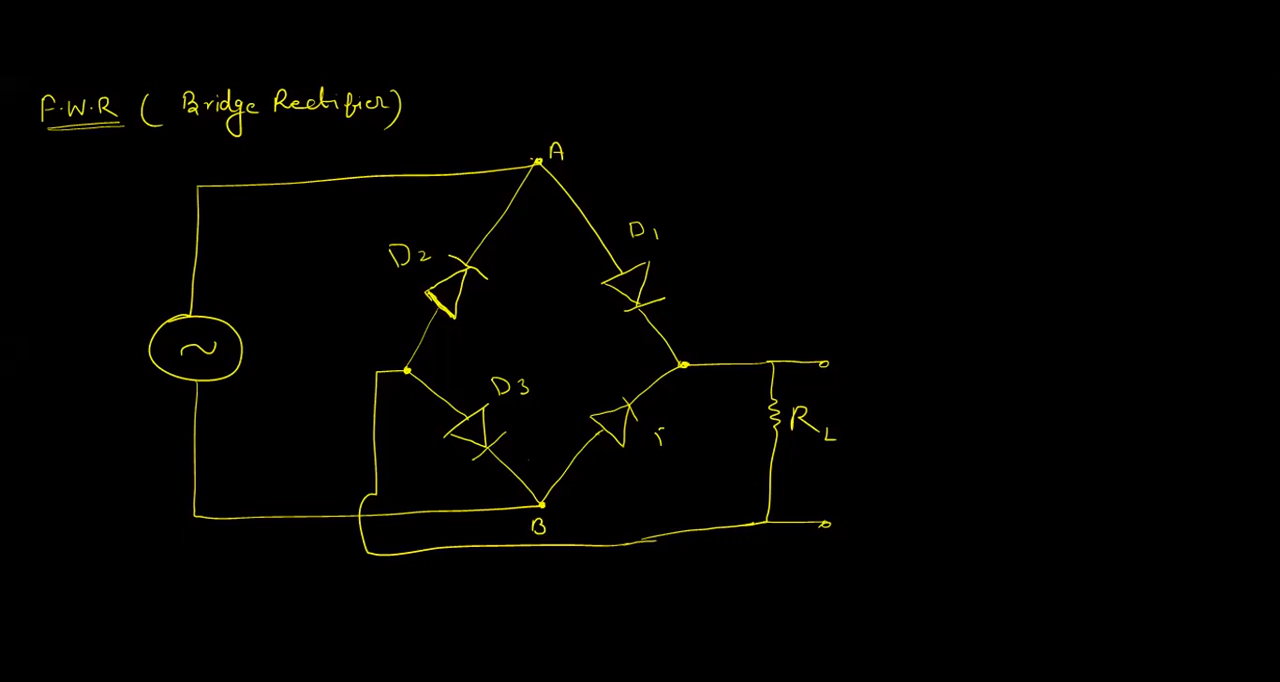 F.W.R ( Bridge Rectifier)
A
D1
D2
~
D3
RL
B